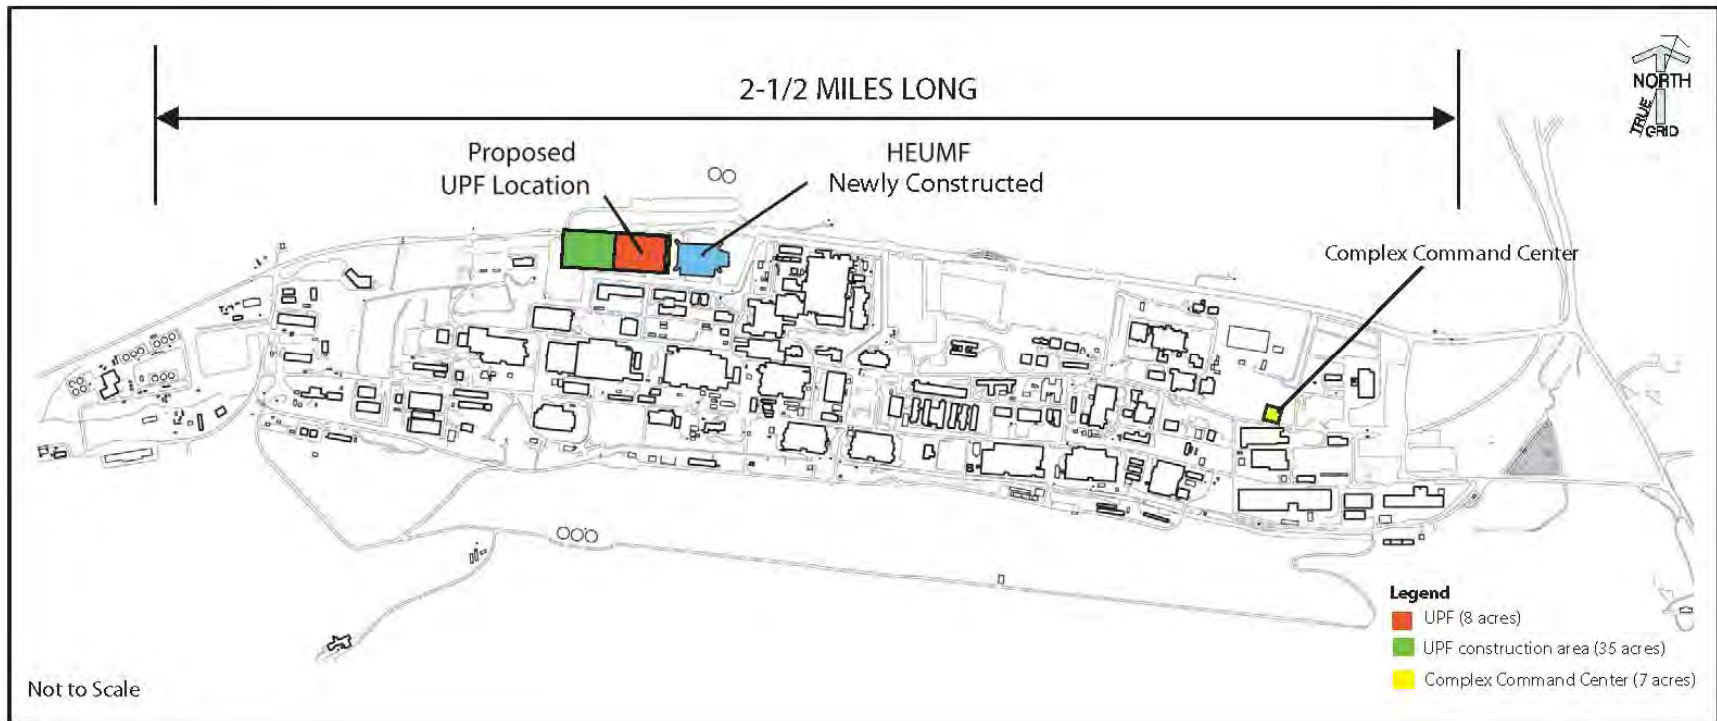 2-1/2 MILES LONG
NORTH
TRUE
GRID
Proposed
UPF Location
HEUMF
Newly Constructed
Complex Command Center
Legend
UPF (8 acres)
UPF construction area (35 acres)
Complex Command Center (7 acres)
Not to Scale